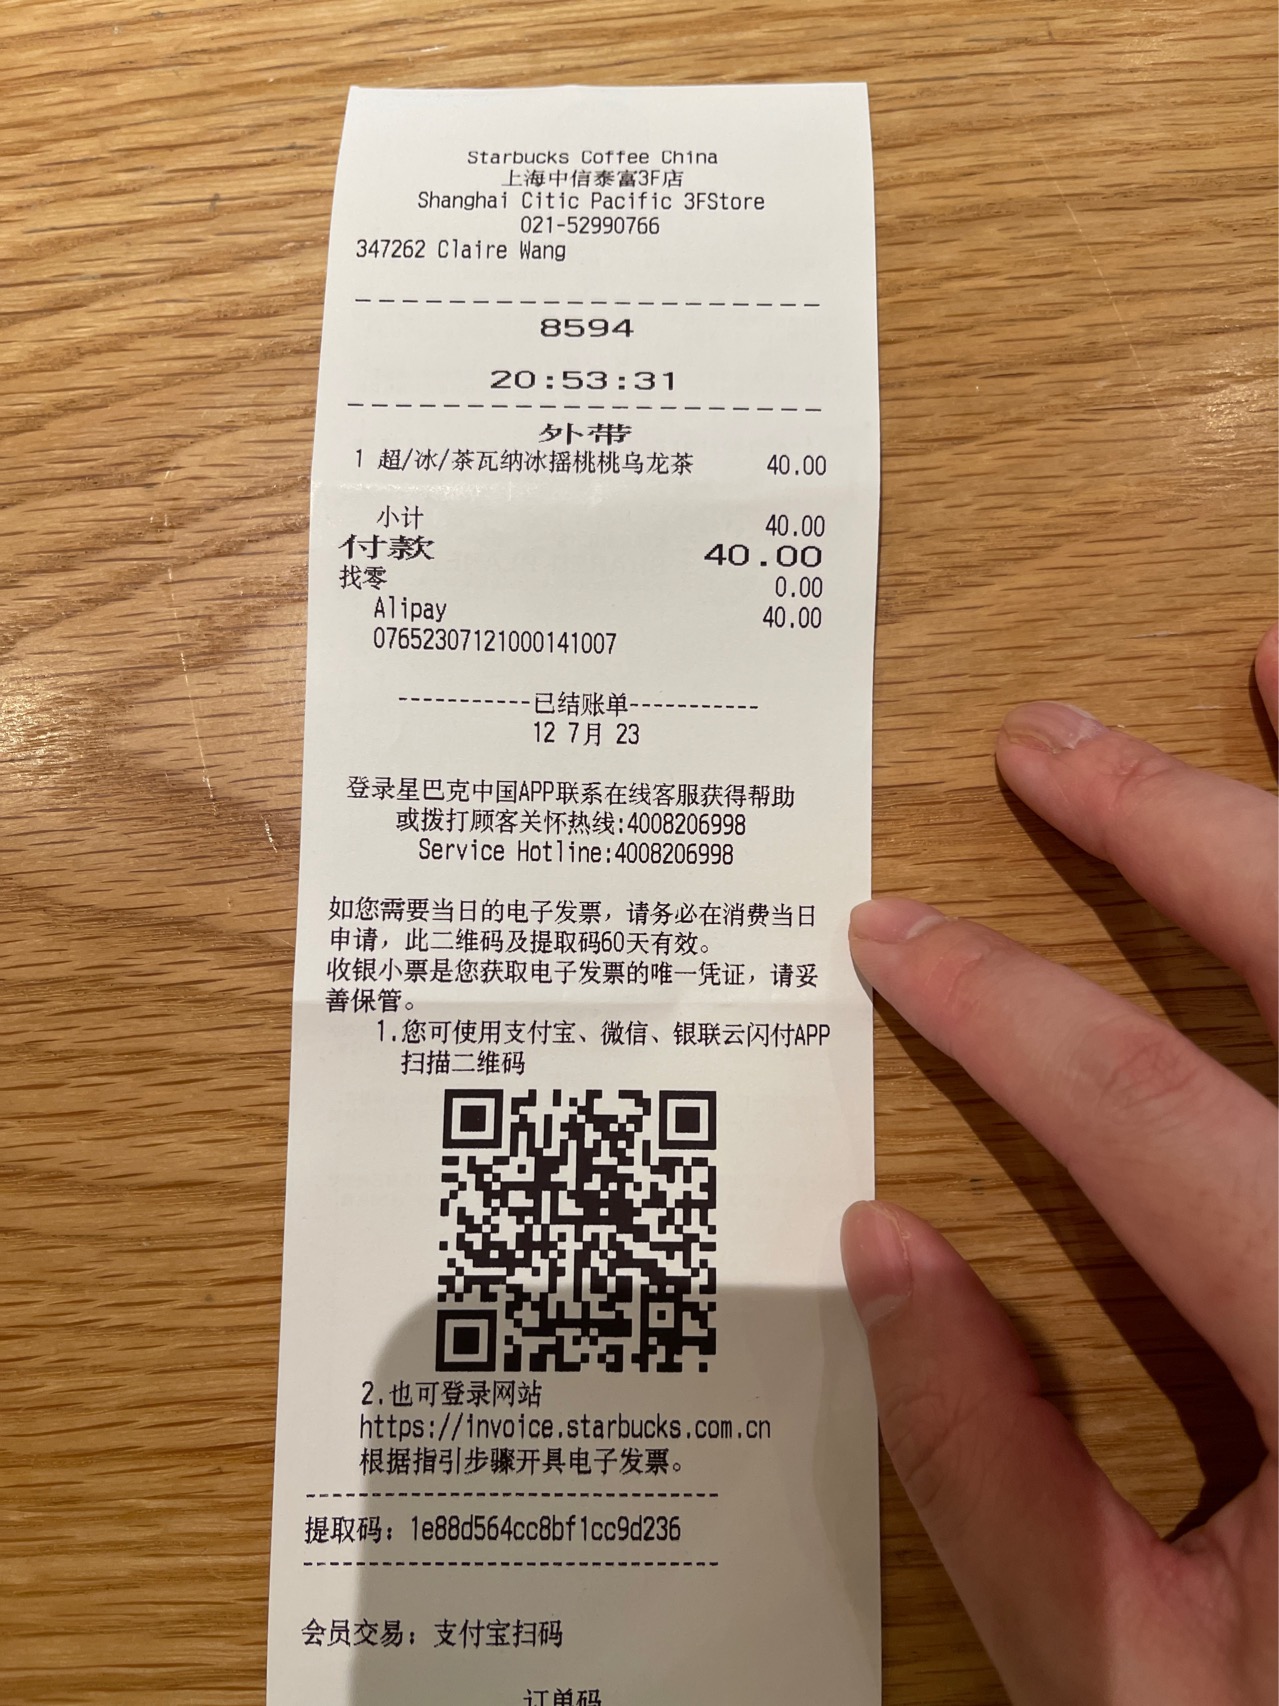 Starbucks Coffee China
上海中信泰富3F店
Shanghai Citic Pacific 3FStore
021-52990766
347262 Claire Wang
8594
20:53:31
外带
1 超/冰/茶瓦纳冰摇桃桃乌龙茶 40.00
小计 40.00
付款 40.00
找零 0.00
Alipay 40.00
07652307121000141007
-----------已结账单-----------
12 7月 23
登录星巴克中国APP联系在线客服获得帮助
或拨打顾客关怀热线:4008206998
Service Hotline:4008206998
如您需要当日的电子发票，请务必在消费当日
申请，此二维码及提取码60天有效。
收银小票是您获取电子发票的唯一凭证，请妥
善保管。
1.您可使用支付宝、微信、银联云闪付APP
扫描二维码
2.也可登录网站
https://invoice.starbucks.com.cn
根据指引步骤开具电子发票。
提取码：1e88d564cc8bf1cc9d236
会员交易：支付宝扫码
订单码